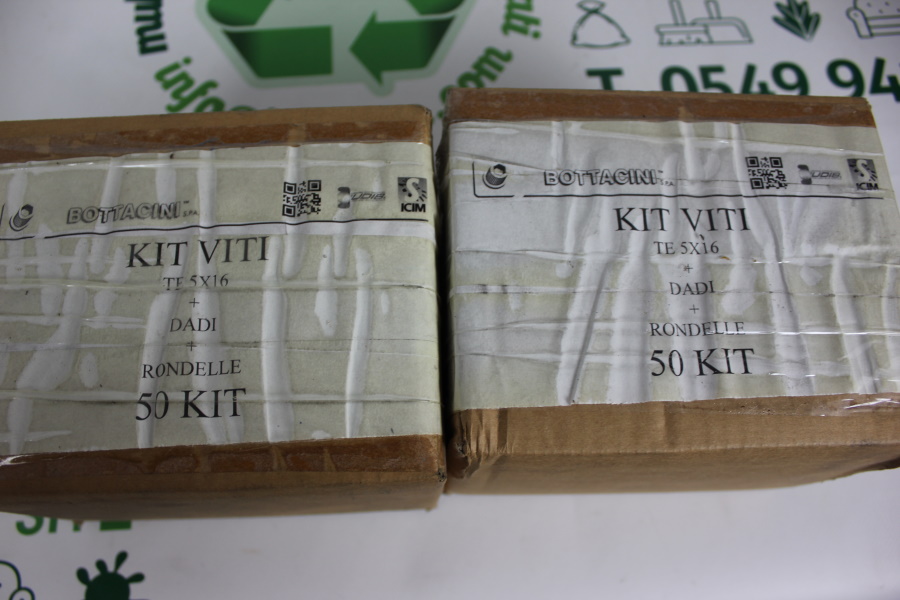 T. 0549 94
BOTTACINI S.P.A.
ICIM
KIT VITI
TE 5X16
+
DADI
+
RONDELLE
50 KIT
BOTTACINI S.P.A.
ICIM
KIT VITI
TE 5X16
+
DADI
+
RONDELLE
50 KIT